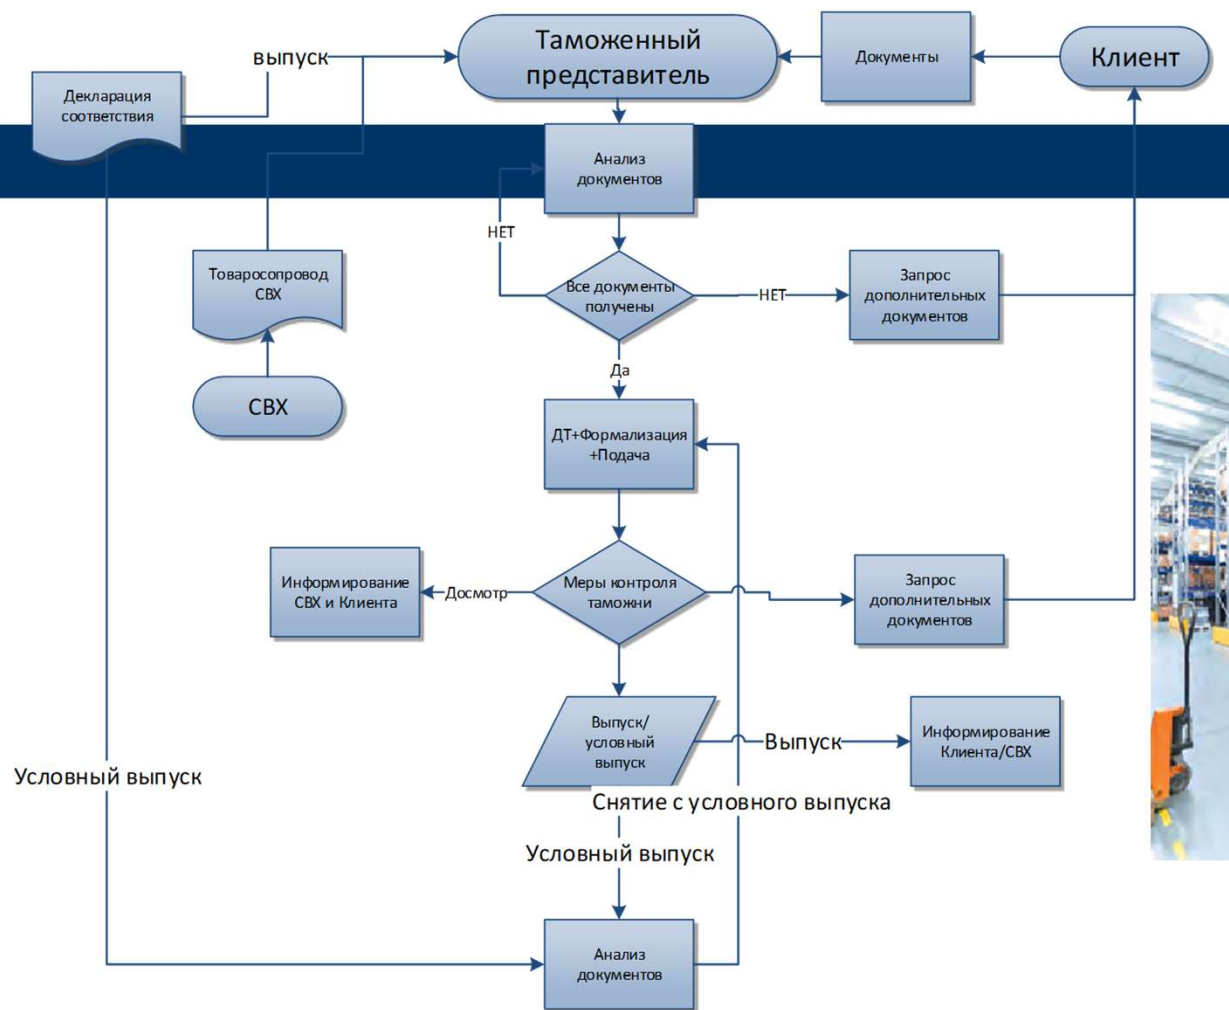 Таможенный
представитель
Документы
Клиент
выпуск
Декларация
соответствия
Анализ
документов
НЕТ
Товаросопровод
СВХ
Все документы
получены
НЕТ
Запрос
дополнительных
документов
Да
СВХ
ДТ+Формализация
+Подача
Информирование
СВХ и Клиента
Досмотр
Меры контроля
таможни
Запрос
дополнительных
документов
Выпуск/
условный
выпуск
Выпуск
Информирование
Клиента/СВХ
Условный выпуск
Снятие с условного выпуска
Условный выпуск
Анализ
документов